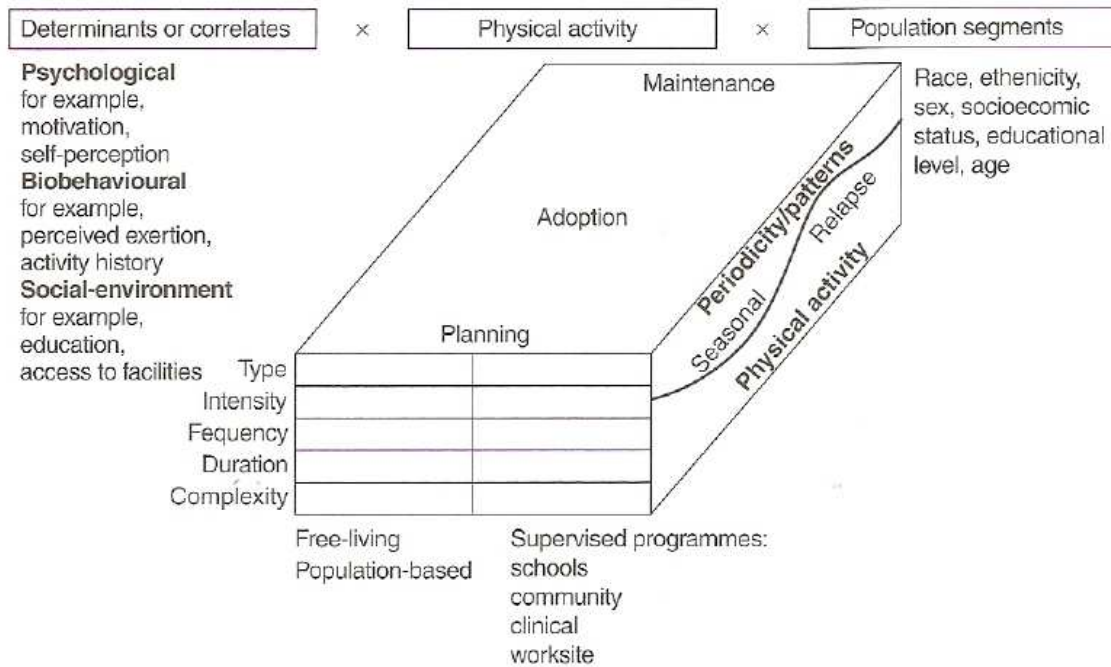 Determinants or correlates × Physical activity × Population segments
Psychological
for example,
motivation,
self-perception
Biobehavioural
for example,
perceived exertion,
activity history
Social-environment
for example,
education,
access to facilities
Maintenance
Adoption
Planning
Periodicity/patterns
Seasonal
Relapse
Physical activity
Race, ethenicity,
sex, socioecomic
status, educational
level, age
Type
Intensity
Fequency
Duration
Complexity
Free-living
Population-based
Supervised programmes:
schools
community
clinical
worksite